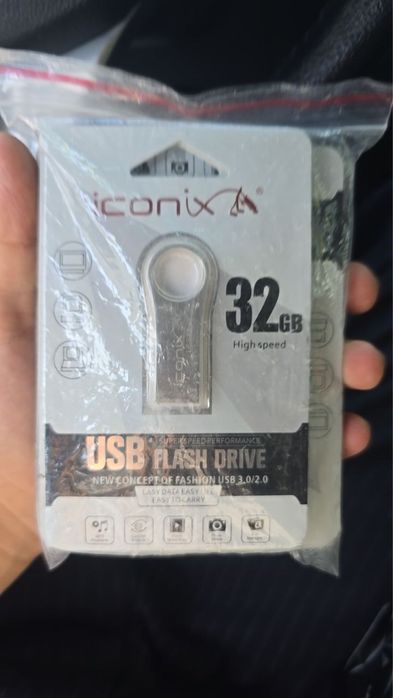 iconix®
32GB
High speed
iconix
SUPER SPEED PERFORMANCE
USB FLASH DRIVE
NEW CONCEPT OF FASHION USB 3.0/2.0
EASY DATA EASY LIFE
EASY TO CARRY